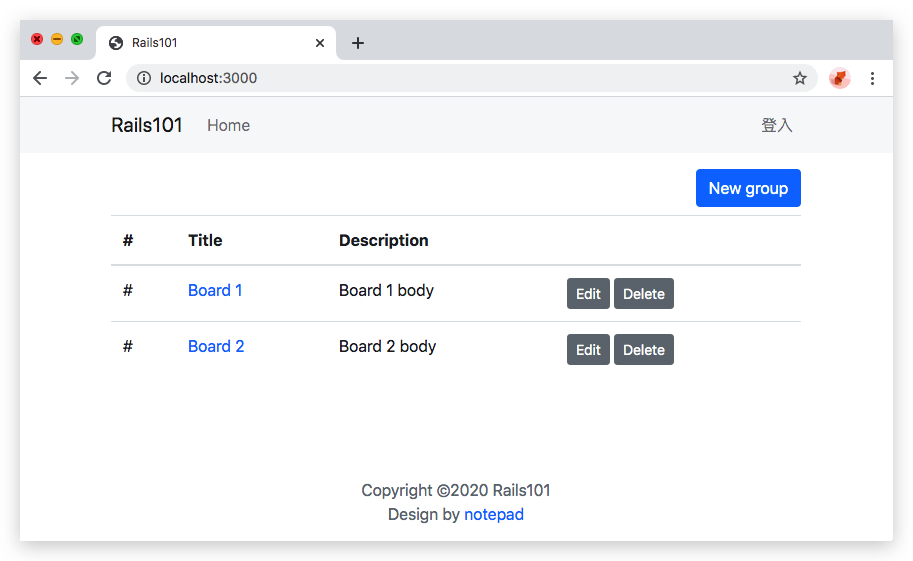 Rails101
localhost:3000
Rails101 Home 登入
New group
# Title Description
# Board 1 Board 1 body Edit Delete
# Board 2 Board 2 body Edit Delete
Copyright ©2020 Rails101
Design by notepad